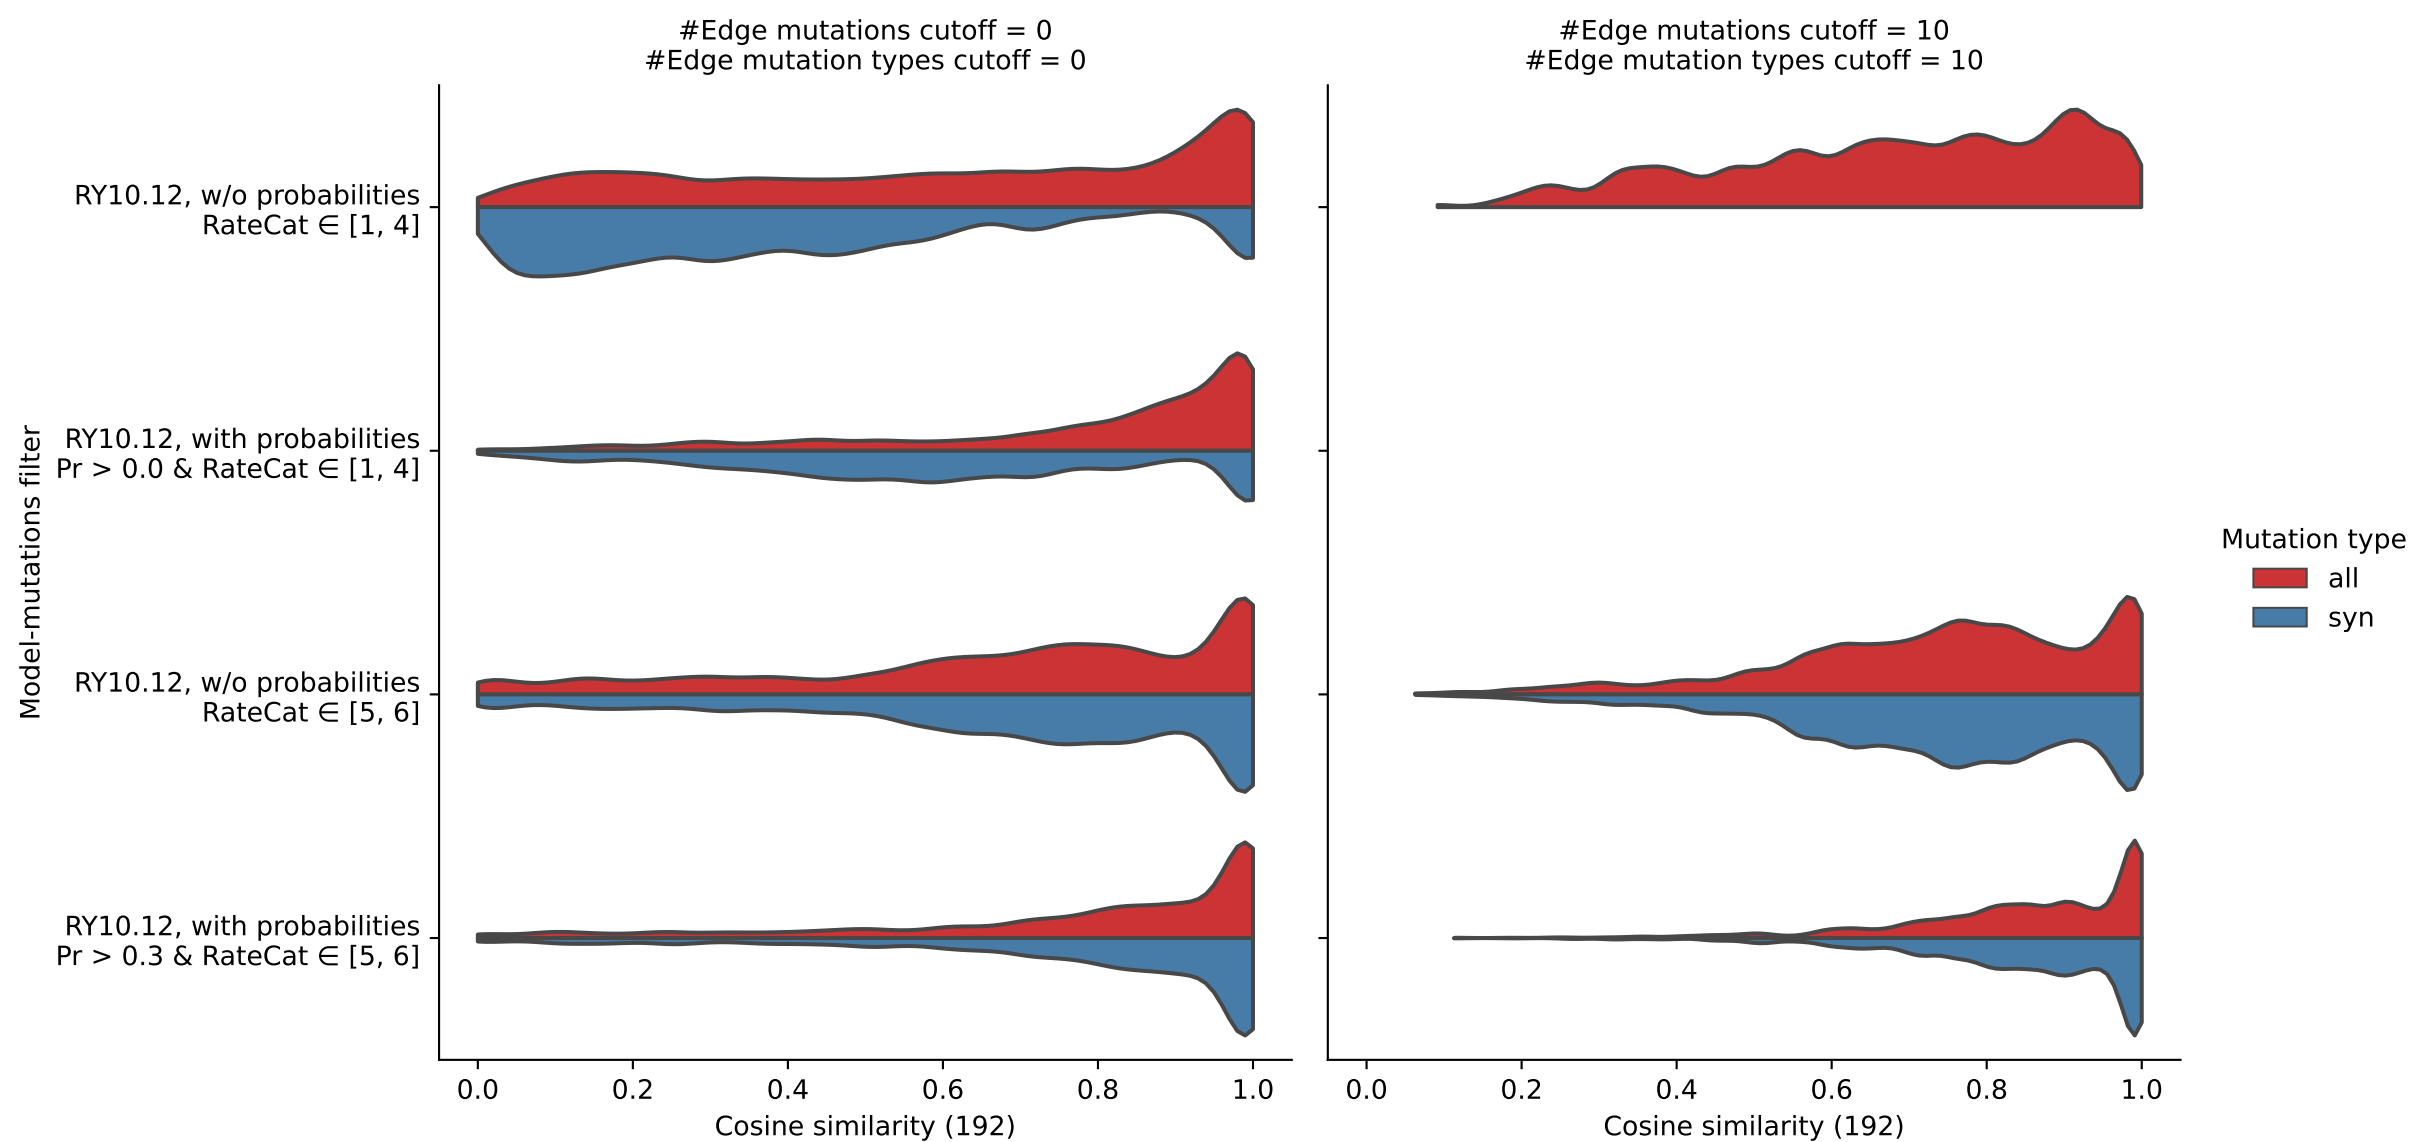 #Edge mutations cutoff = 0
#Edge mutation types cutoff = 0
#Edge mutations cutoff = 10
#Edge mutation types cutoff = 10
Model-mutations filter
RY10.12, w/o probabilities
RateCat ∈ [1, 4]
RY10.12, with probabilities
Pr > 0.0 & RateCat ∈ [1, 4]
RY10.12, w/o probabilities
RateCat ∈ [5, 6]
RY10.12, with probabilities
Pr > 0.3 & RateCat ∈ [5, 6]
0.0 0.2 0.4 0.6 0.8 1.0
Cosine similarity (192)
0.0 0.2 0.4 0.6 0.8 1.0
Cosine similarity (192)
Mutation type
all
syn